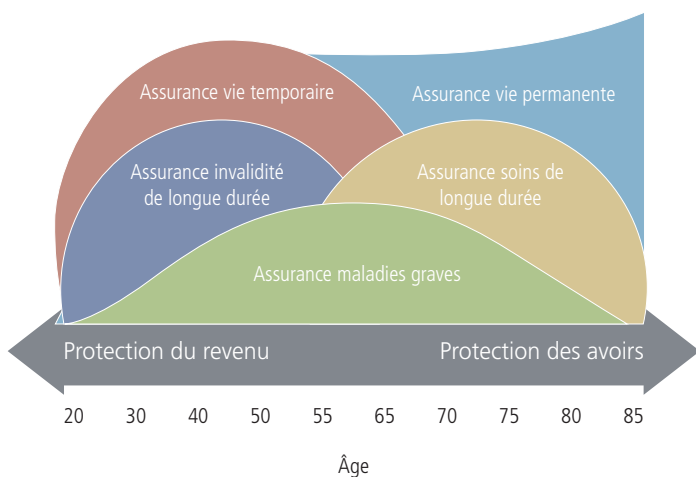 Assurance vie temporaire
Assurance vie permanente
Assurance invalidité
de longue durée
Assurance soins de
longue durée
Assurance maladies graves
Protection du revenu
Protection des avoirs
20 30 40 50 55 65 70 75 80 85
Âge